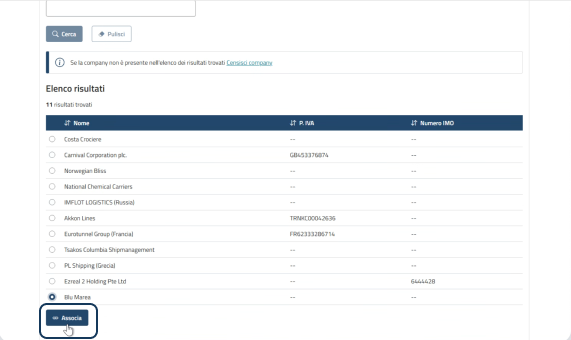 Cerca
Pulisci
Se la company non è presente nell'elenco dei risultati trovati Censisci company
Elenco risultati
11 risultati trovati
Nome P. IVA Numero IMO
Costa Crociere -- --
Carnival Corporation plc. GB453376874 --
Norwegian Bliss -- --
National Chemical Carriers -- --
IMFLOT LOGISTICS (Russia) -- --
Akkon Lines TRNKC00042636 --
Eurotunnel Group (Francia) FR62333286714 --
Tsakos Columbia Shipmanagement -- --
PL Shipping (Grecia) -- --
Ezreal 2 Holding Pte Ltd -- 6444428
Blu Marea -- --
Associa